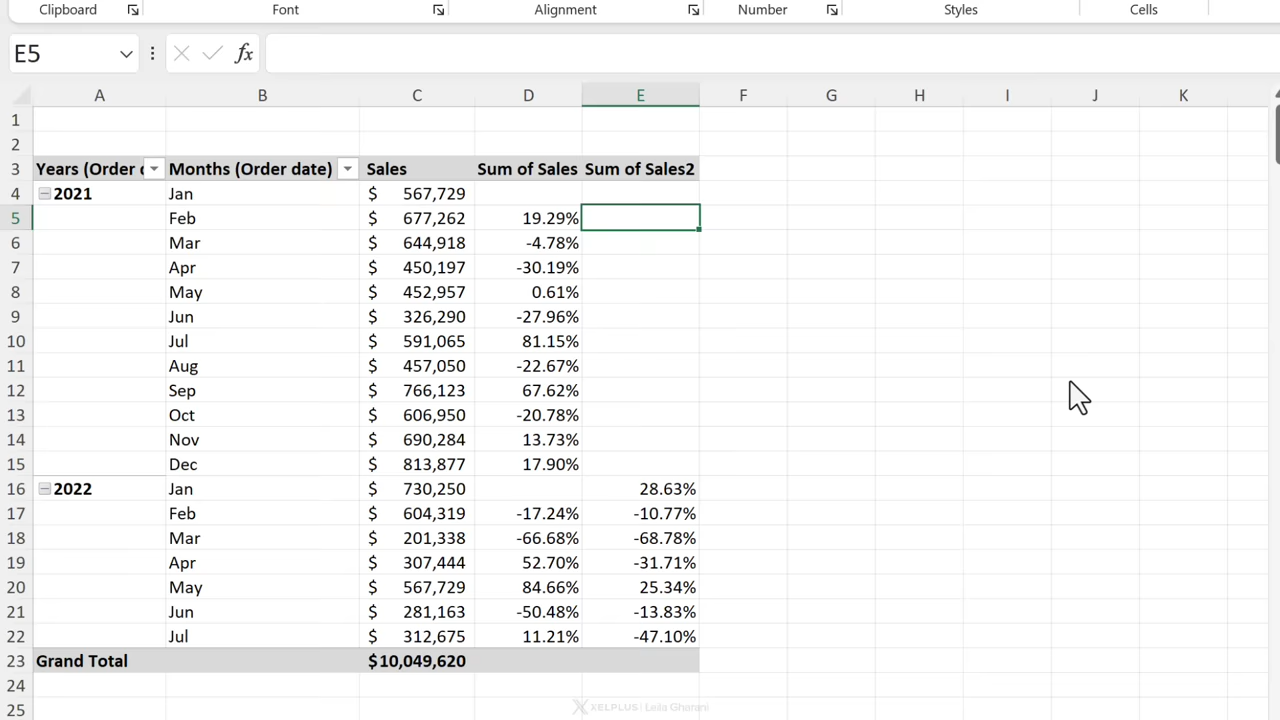 Clipboard Font Alignment Number Styles Cells
E5 fx
A B C D E F G H I J K
1
2
3 Years (Order d Months (Order date) Sales Sum of Sales Sum of Sales2
4 2021 Jan $ 567,729
5 Feb $ 677,262 19.29%
6 Mar $ 644,918 -4.78%
7 Apr $ 450,197 -30.19%
8 May $ 452,957 0.61%
9 Jun $ 326,290 -27.96%
10 Jul $ 591,065 81.15%
11 Aug $ 457,050 -22.67%
12 Sep $ 766,123 67.62%
13 Oct $ 606,950 -20.78%
14 Nov $ 690,284 13.73%
15 Dec $ 813,877 17.90%
16 2022 Jan $ 730,250 28.63%
17 Feb $ 604,319 -17.24% -10.77%
18 Mar $ 201,338 -66.68% -68.78%
19 Apr $ 307,444 52.70% -31.71%
20 May $ 567,729 84.66% 25.34%
21 Jun $ 281,163 -50.48% -13.83%
22 Jul $ 312,675 11.21% -47.10%
23 Grand Total $10,049,620
24
25
XELPLUS | Leila Gharani